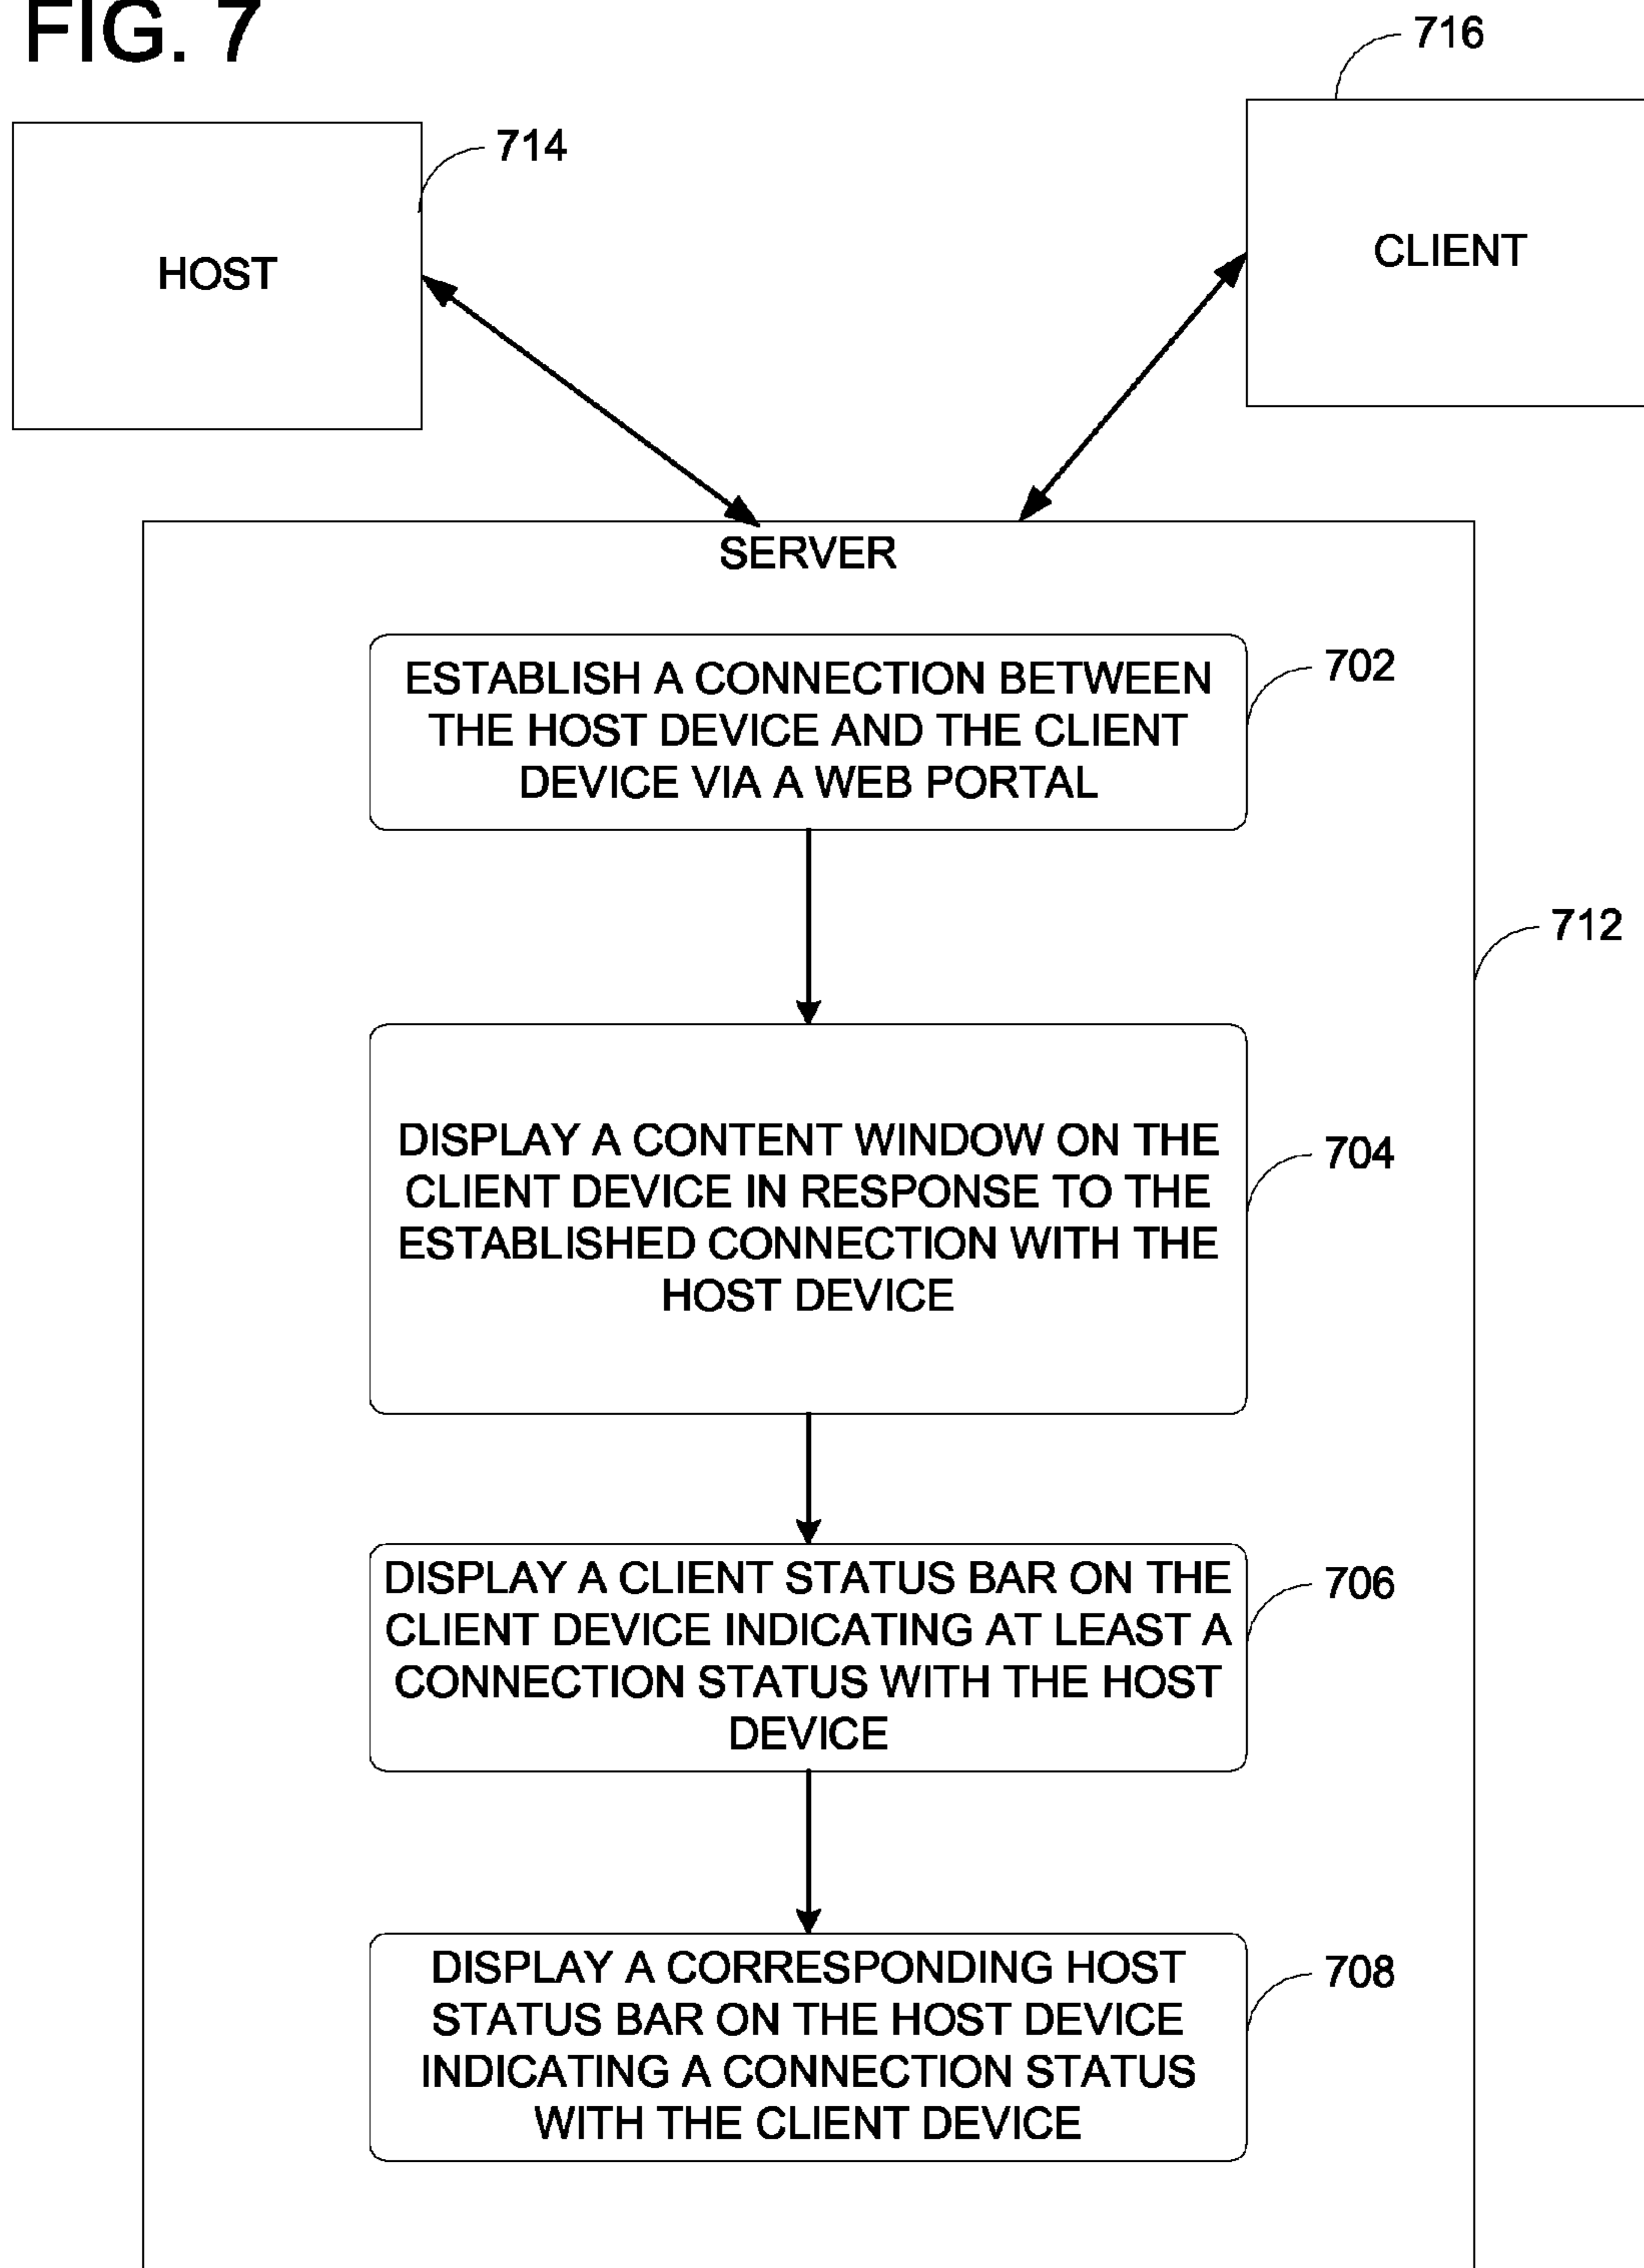 FIG. 7
716
714
HOST
CLIENT
SERVER
ESTABLISH A CONNECTION BETWEEN
THE HOST DEVICE AND THE CLIENT
DEVICE VIA A WEB PORTAL
702
712
DISPLAY A CONTENT WINDOW ON THE
CLIENT DEVICE IN RESPONSE TO THE
ESTABLISHED CONNECTION WITH THE
HOST DEVICE
704
DISPLAY A CLIENT STATUS BAR ON THE
CLIENT DEVICE INDICATING AT LEAST A
CONNECTION STATUS WITH THE HOST
DEVICE
706
DISPLAY A CORRESPONDING HOST
STATUS BAR ON THE HOST DEVICE
INDICATING A CONNECTION STATUS
WITH THE CLIENT DEVICE
708